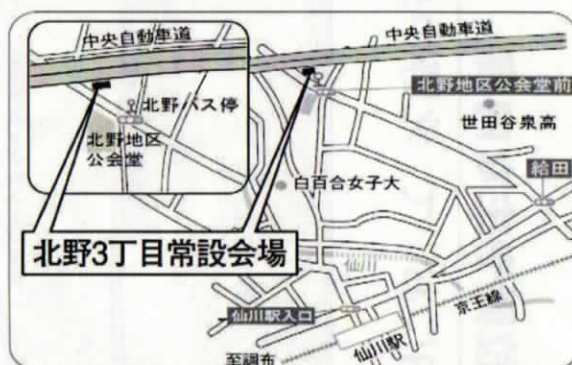 中央自動車道
北野バス停
北野地区
公会堂
中央自動車道
北野地区公会堂前
世田谷泉高
給田
白百合女子大
北野3丁目常設会場
仙川
仙川駅入口
京王線
仙川駅
至調布